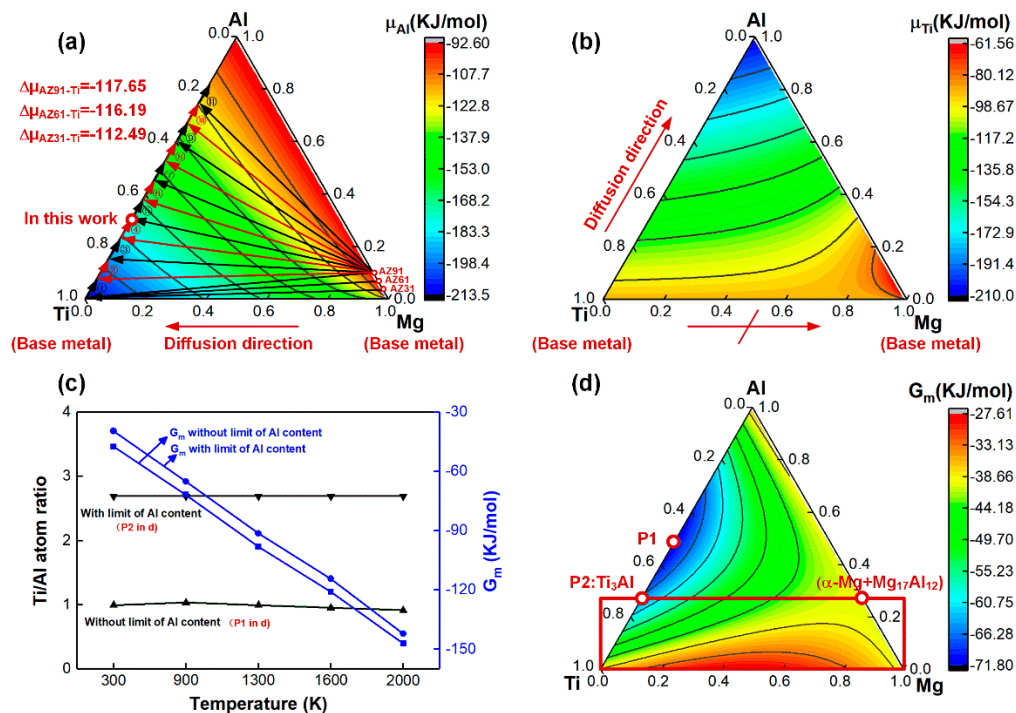 (a)
Al
μAl(KJ/mol)
0.0
1.0
0.2
0.8
0.4
0.6
0.6
0.4
0.8
0.2
1.0
0.0
ΔμAZ91-Ti=-117.65
ΔμAZ61-Ti=-116.19
ΔμAZ31-Ti=-112.49
In this work
AZ91
AZ61
AZ31
0.0 0.2 0.4 0.6 0.8 1.0
Ti
Mg
(Base metal)
Diffusion direction
(Base metal)
-92.60
-107.7
-122.8
-137.9
-153.1
-168.2
-183.3
-198.4
-213.5
(b)
Al
μTi(KJ/mol)
0.0
1.0
0.2
0.8
0.4
0.6
0.6
0.4
0.8
0.2
1.0
0.0
Diffusion direction
0.0 0.2 0.4 0.6 0.8 1.0
Ti
Mg
(Base metal)
(Base metal)
-61.56
-80.12
-98.67
-117.2
-135.8
-154.3
-172.9
-191.4
-210.0
(c)
Ti/Al atom ratio
4
3
2
1
0
Gm without limit of Al content
Gm with limit of Al content
With limit of Al content
(P2 in d)
Without limit of Al content (P1 in d)
-30
-60
-90
-120
-150
Gm (KJ/mol)
300 900 1300 1600 2000
Temperature (K)
(d)
Al
Gm(KJ/mol)
0.0
1.0
0.2
0.8
0.4
0.6
P1
0.6
0.4
P2:Ti3Al
(α-Mg+Mg17Al12)
0.8
0.2
1.0
0.0
0.0 0.2 0.4 0.6 0.8 1.0
Ti
Mg
-27.61
-33.13
-38.66
-44.18
-49.70
-55.23
-60.75
-66.28
-71.80